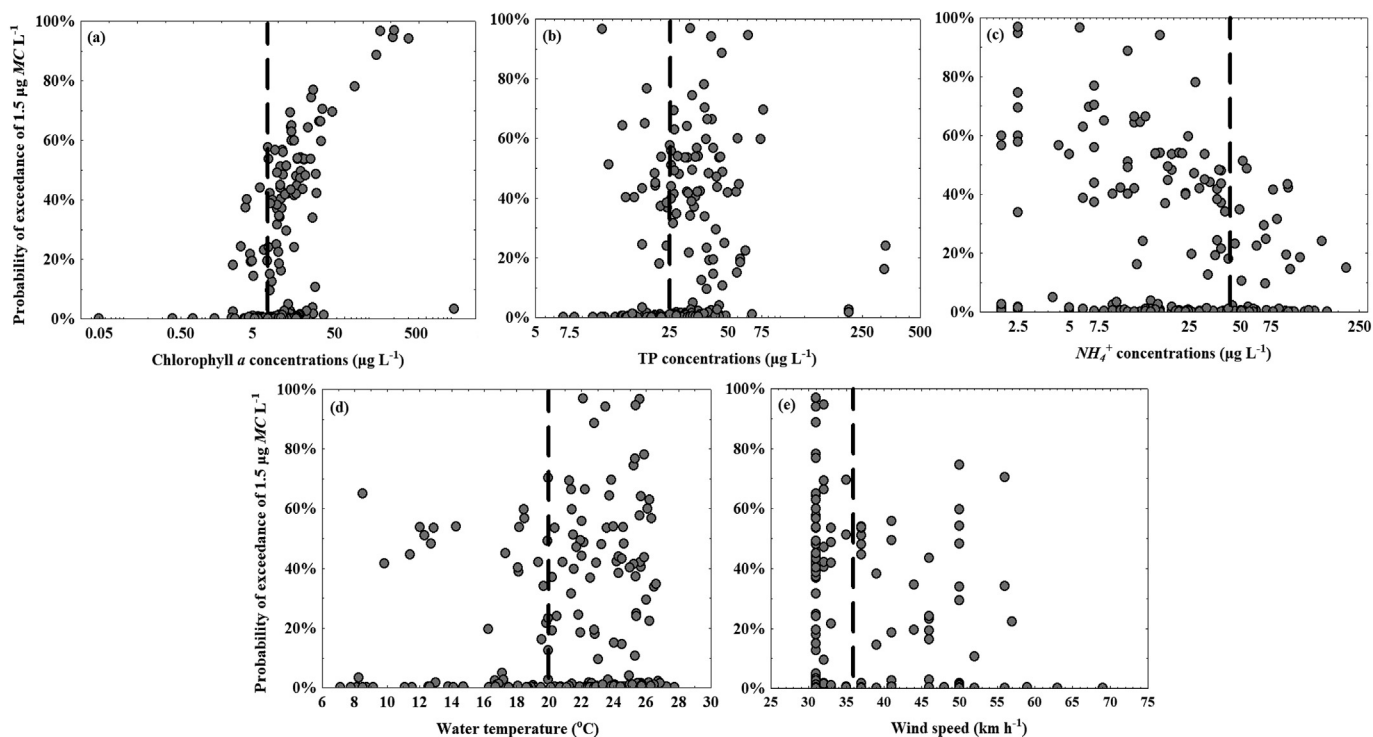 Probability of exceedance of 1.5 µg MC L-1
100%
80%
60%
40%
20%
0%
(a)
0.05 0.50 5 50 500
Chlorophyll a concentrations (µg L-1)
100%
80%
60%
40%
20%
0%
(b)
5 7.5 25 50 75 500
TP concentrations (µg L-1)
100%
80%
60%
40%
20%
0%
(c)
2.5 5 7.5 25 50 75 250
NH4+ concentrations (µg L-1)
Probability of exceedance of 1.5 µg MC L-1
100%
80%
60%
40%
20%
0%
(d)
6 8 10 12 14 16 18 20 22 24 26 28 30
Water temperature (oC)
100%
80%
60%
40%
20%
0%
(e)
25 30 35 40 45 50 55 60 65 70 75
Wind speed (km h-1)